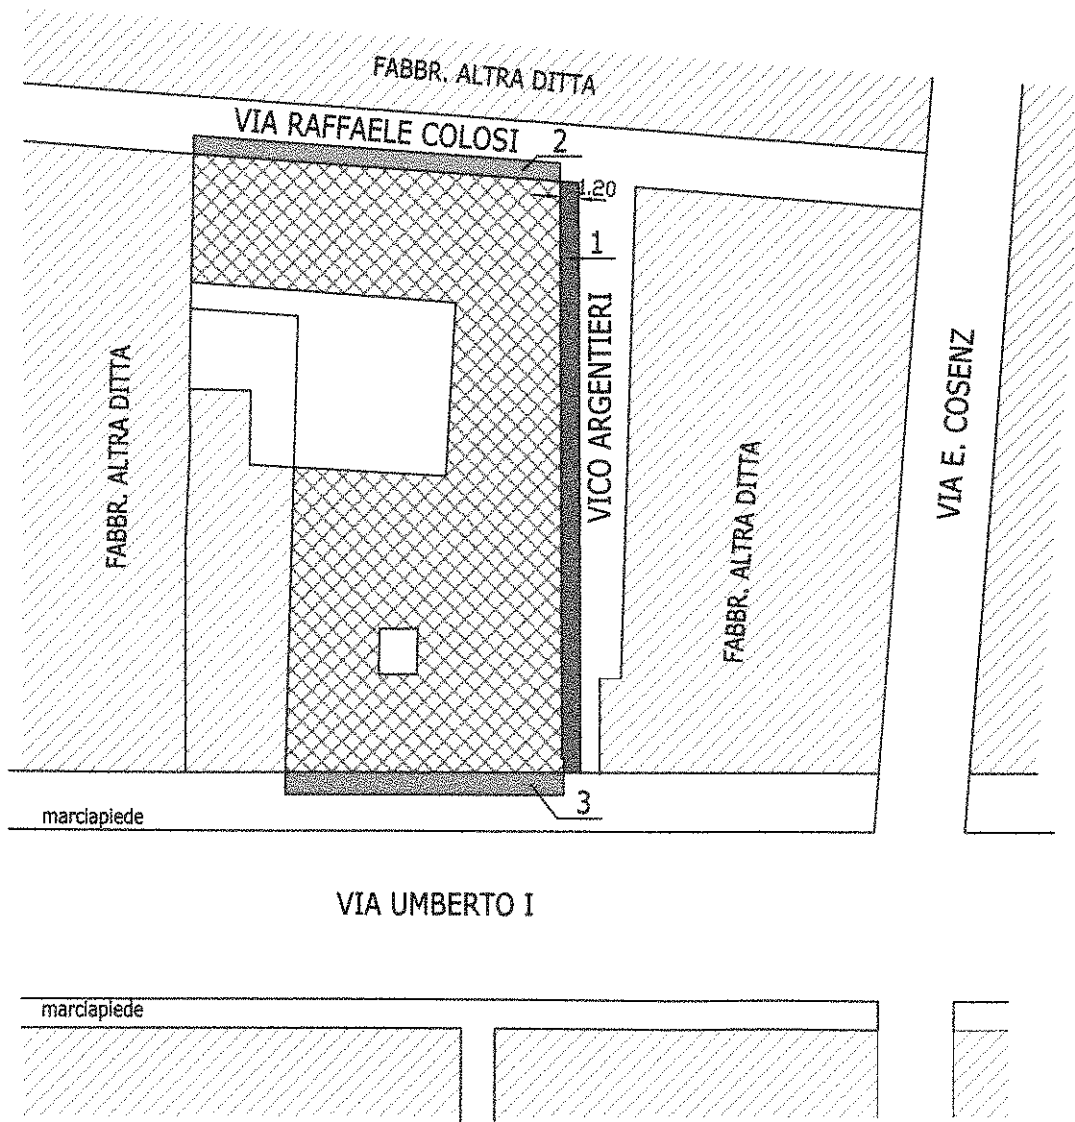 FABBR. ALTRA DITTA
VIA RAFFAELE COLOSI
2
1.20
1
VICO ARGENTIERI
FABBR. ALTRA DITTA
FABBR. ALTRA DITTA
VIA E. COSENZ
3
marciapiede
VIA UMBERTO I
marciapiede